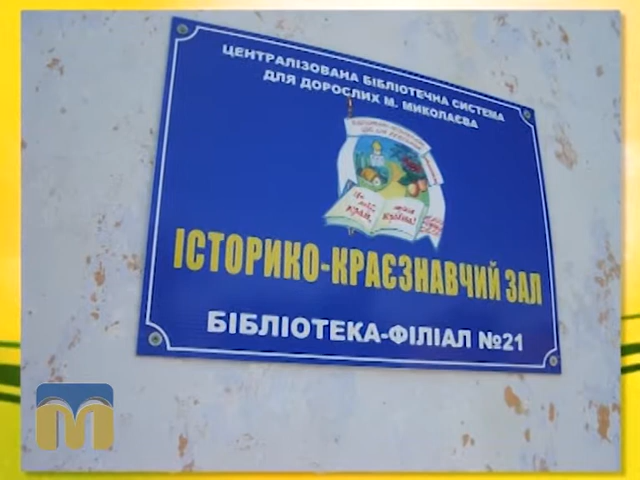 ЦЕНТРАЛІЗОВАНА БІБЛІОТЕЧНА СИСТЕМА
ДЛЯ ДОРОСЛИХ М. МИКОЛАЄВА
ІСТОРИКО-КРАЄЗНАВЧИЙ ЗАЛ
БІБЛІОТЕКА-ФІЛІАЛ №21